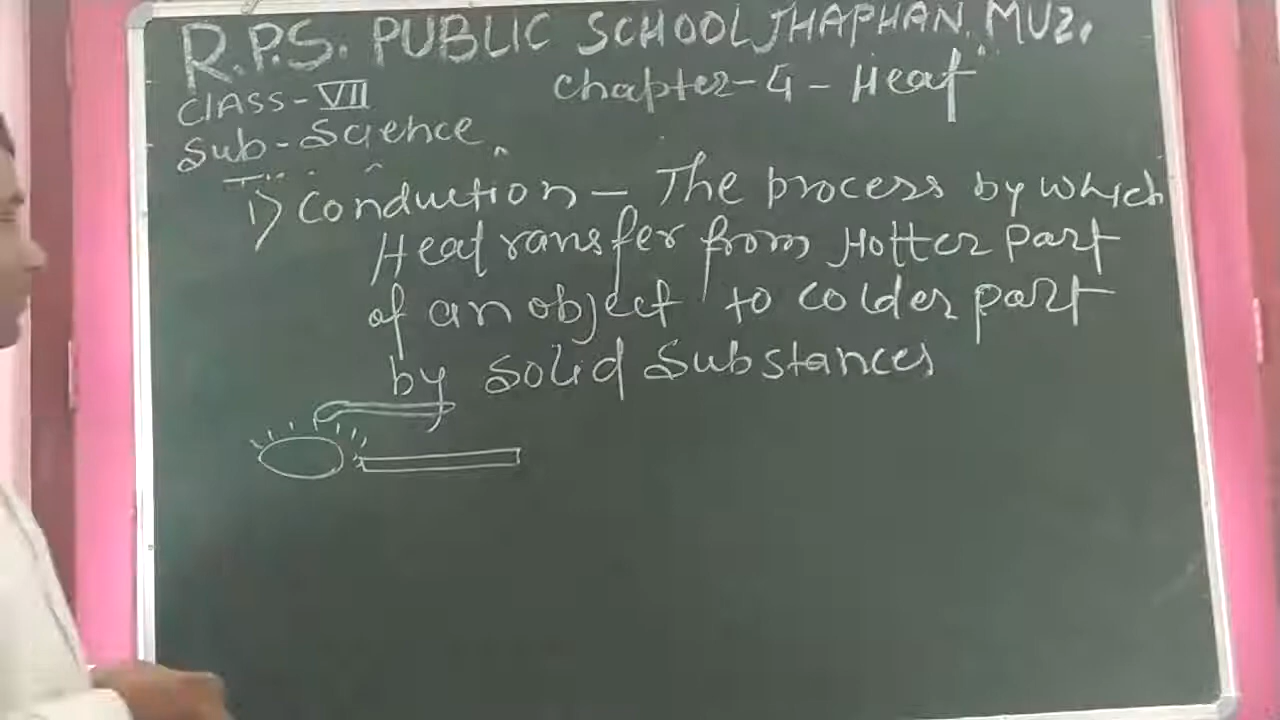 R.P.S. PUBLIC SCHOOL JHAPHAN, MUZ.
Chapter-4 - Heat
CLASS-VII
Sub-Science
1) Conduction – The process by which
Heat ransfer from Hotter part
of an object to colder part
by solid substances